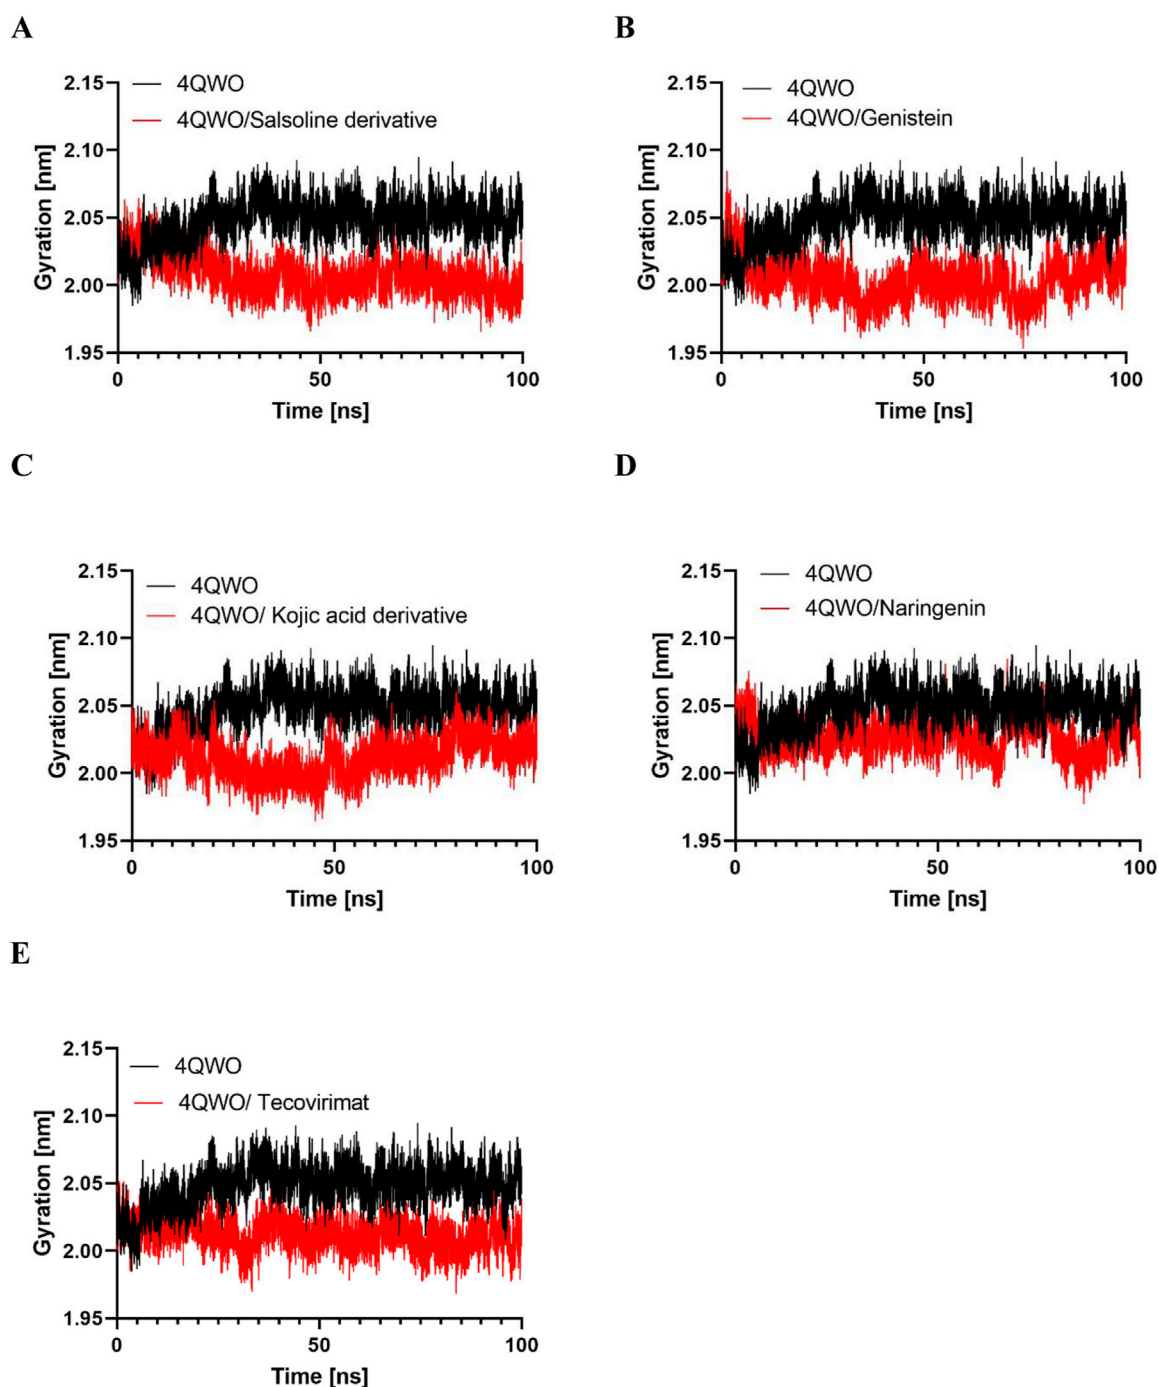 A
2.15
2.10
2.05
2.00
1.95
Gyration [nm]
4QWO
4QWO/Salsoline derivative
0
50
100
Time [ns]
B
2.15
2.10
2.05
2.00
1.95
Gyration [nm]
4QWO
4QWO/Genistein
0
50
100
Time [ns]
C
2.15
2.10
2.05
2.00
1.95
Gyration [nm]
4QWO
4QWO/ Kojic acid derivative
0
50
100
Time [ns]
D
2.15
2.10
2.05
2.00
1.95
Gyration [nm]
4QWO
4QWO/Naringenin
0
50
100
Time [ns]
E
2.15
2.10
2.05
2.00
1.95
Gyration [nm]
4QWO
4QWO/ Tecovirimat
0
50
100
Time [ns]